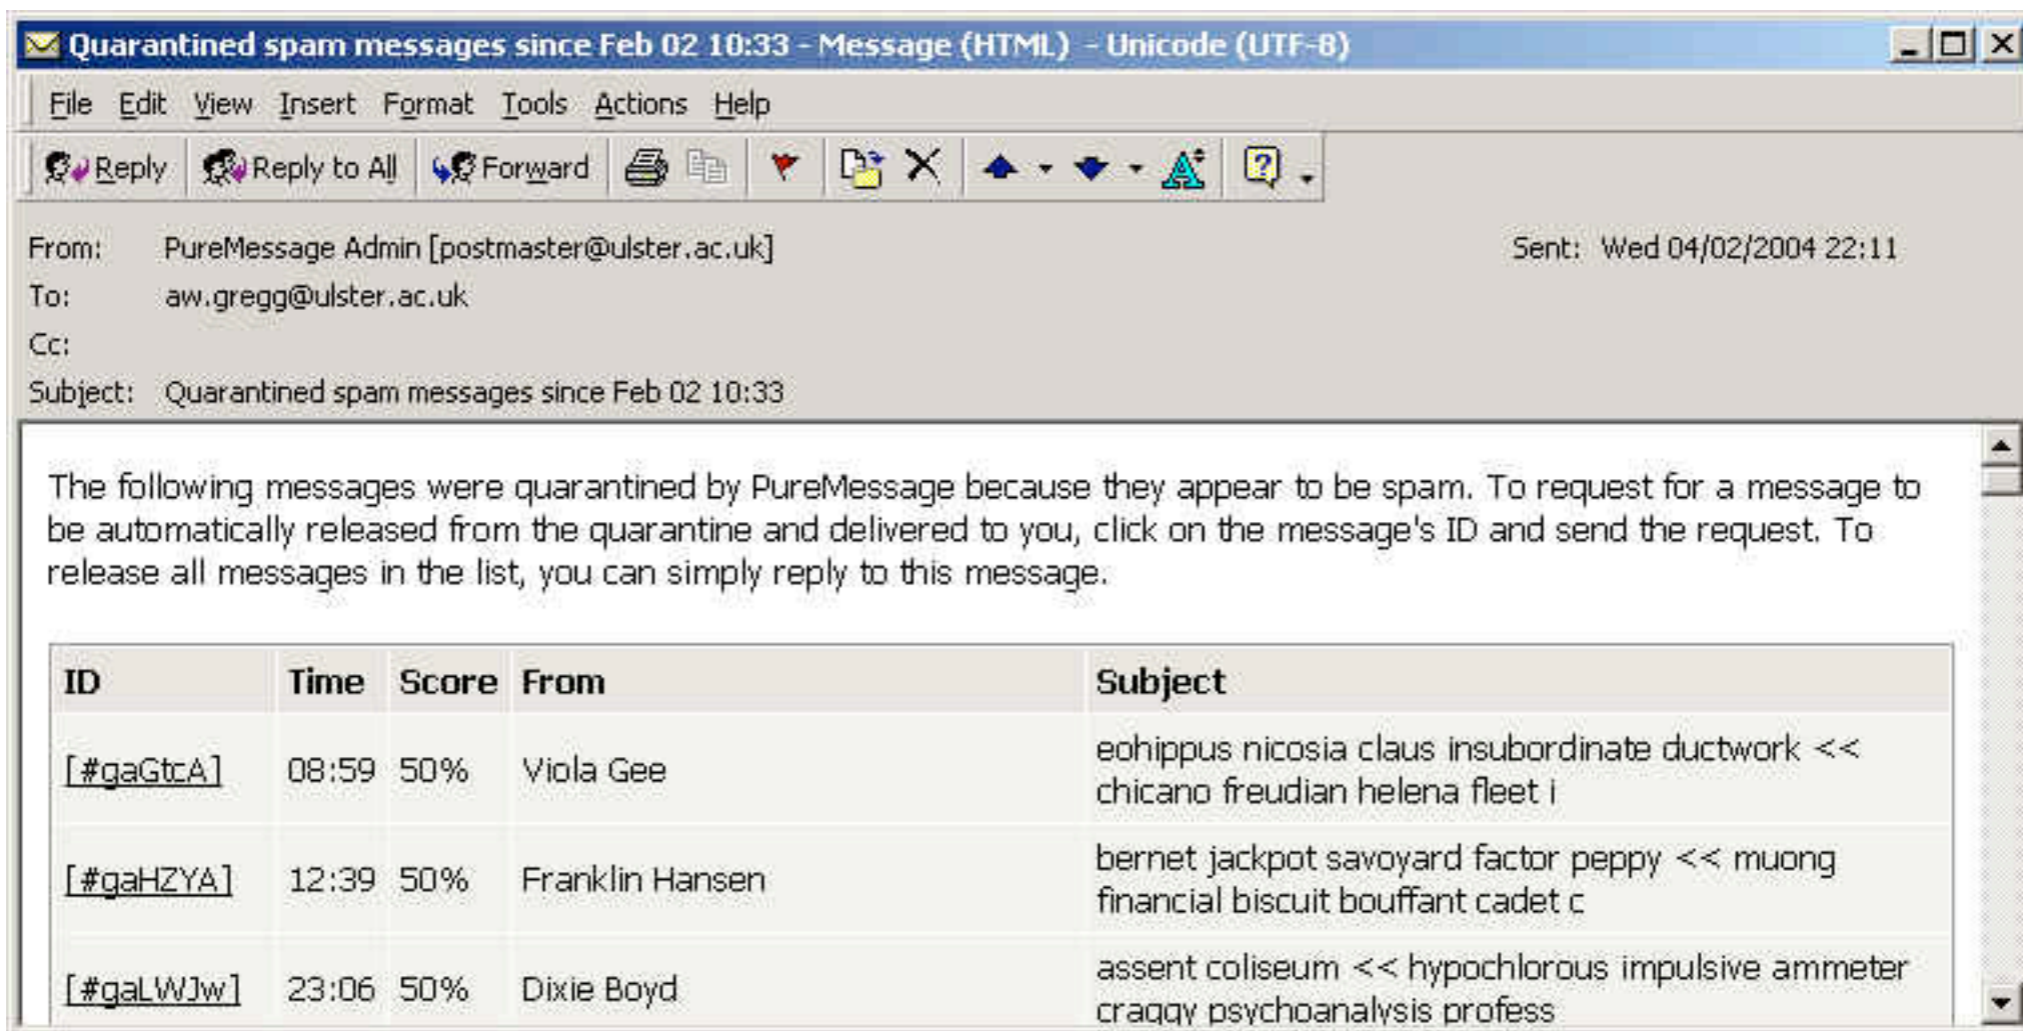 Quarantined spam messages since Feb 02 10:33 - Message (HTML) - Unicode (UTF-8)
File Edit View Insert Format Tools Actions Help
Reply Reply to All Forward
From: PureMessage Admin [postmaster@ulster.ac.uk] Sent: Wed 04/02/2004 22:11
To: aw.gregg@ulster.ac.uk
Cc:
Subject: Quarantined spam messages since Feb 02 10:33
The following messages were quarantined by PureMessage because they appear to be spam. To request for a message to
be automatically released from the quarantine and delivered to you, click on the message's ID and send the request. To
release all messages in the list, you can simply reply to this message.
ID Time Score From Subject
[#gaGtcA] 08:59 50% Viola Gee eohippus nicosia claus insubordinate ductwork <<
chicano freudian helena fleet i
[#gaHZYA] 12:39 50% Franklin Hansen bernet jackpot savoyard factor peppy << muong
financial biscuit bouffant cadet c
[#gaLWJw] 23:06 50% Dixie Boyd assent coliseum << hypochlorous impulsive ammeter
craggy psychoanalysis profess